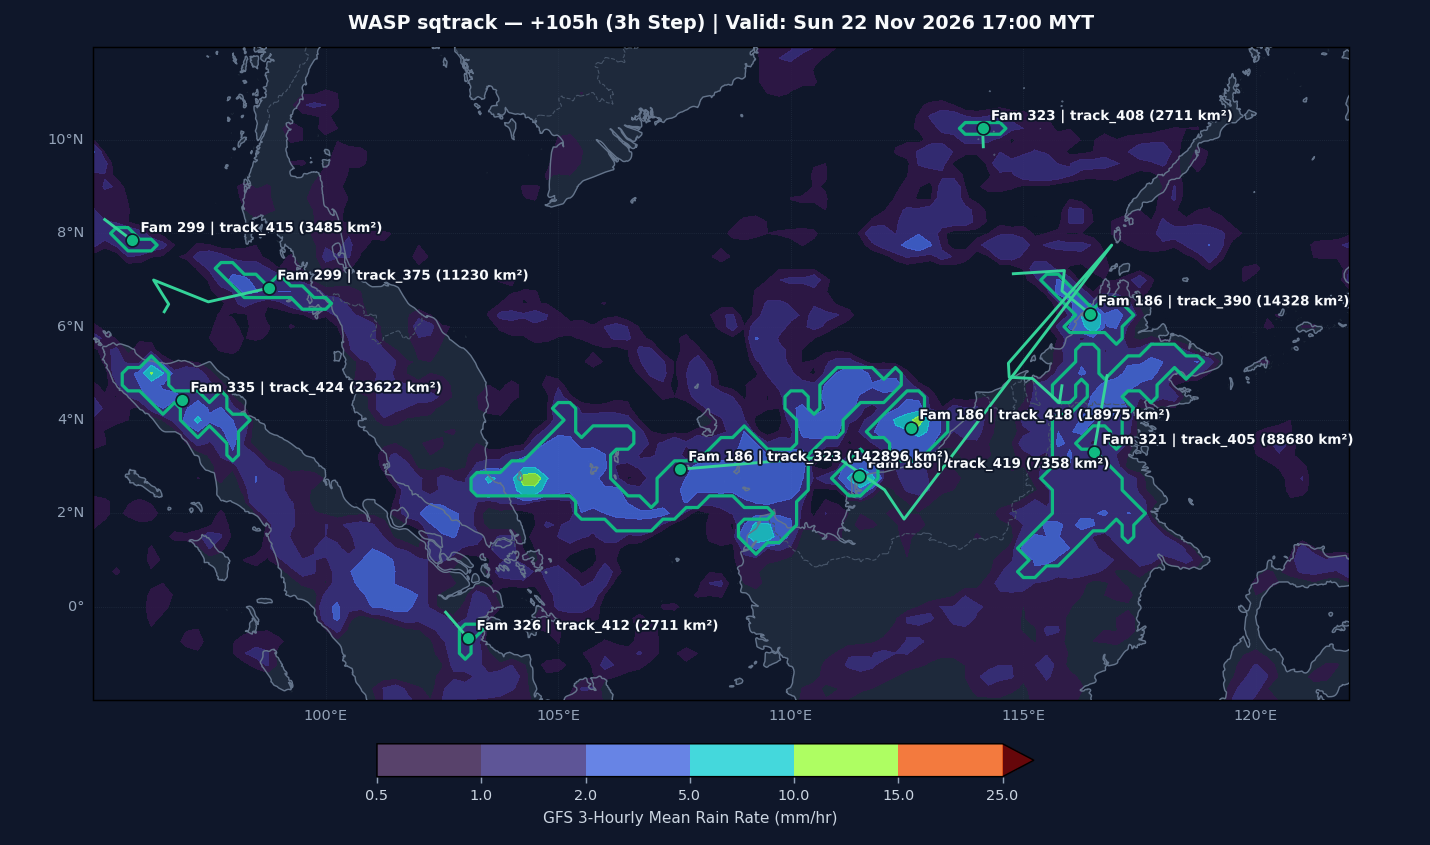 WASP sqtrack — +105h (3h Step) | Valid: Sun 22 Nov 2026 17:00 MYT
Fam 323 | track_408 (2711 km²)
10°N
Fam 299 | track_415 (3485 km²)
8°N
Fam 299 | track_375 (11230 km²)
Fam 186 | track_390 (14328 km²)
6°N
Fam 335 | track_424 (23622 km²)
4°N
Fam 186 | track_418 (18975 km²)
Fam 321 | track_405 (88680 km²)
Fam 186 | track_323 (142896 km²)
Fam 186 | track_419 (7358 km²)
2°N
0°
Fam 326 | track_412 (2711 km²)
100°E 105°E 110°E 115°E 120°E
0.5 1.0 2.0 5.0 10.0 15.0 25.0
GFS 3-Hourly Mean Rain Rate (mm/hr)